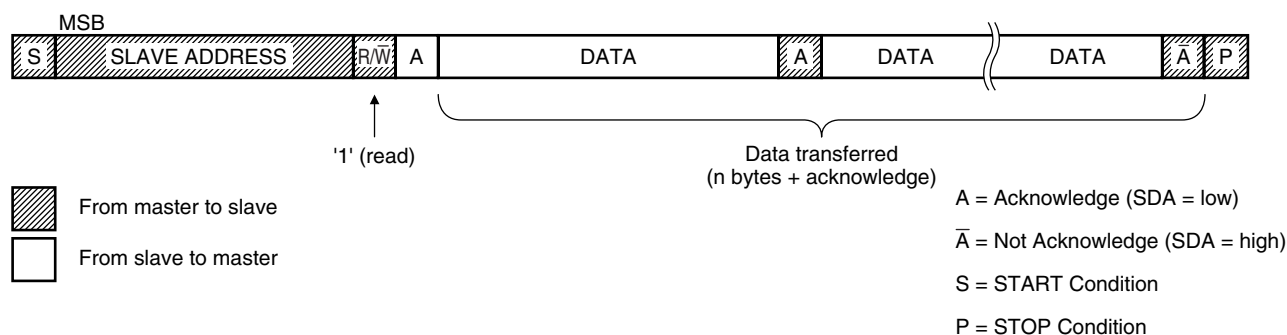 MSB
S SLAVE ADDRESS R/W̅ A DATA A DATA DATA A̅ P
'1' (read)
Data transferred
(n bytes + acknowledge)
From master to slave
From slave to master
A = Acknowledge (SDA = low)
A̅ = Not Acknowledge (SDA = high)
S = START Condition
P = STOP Condition